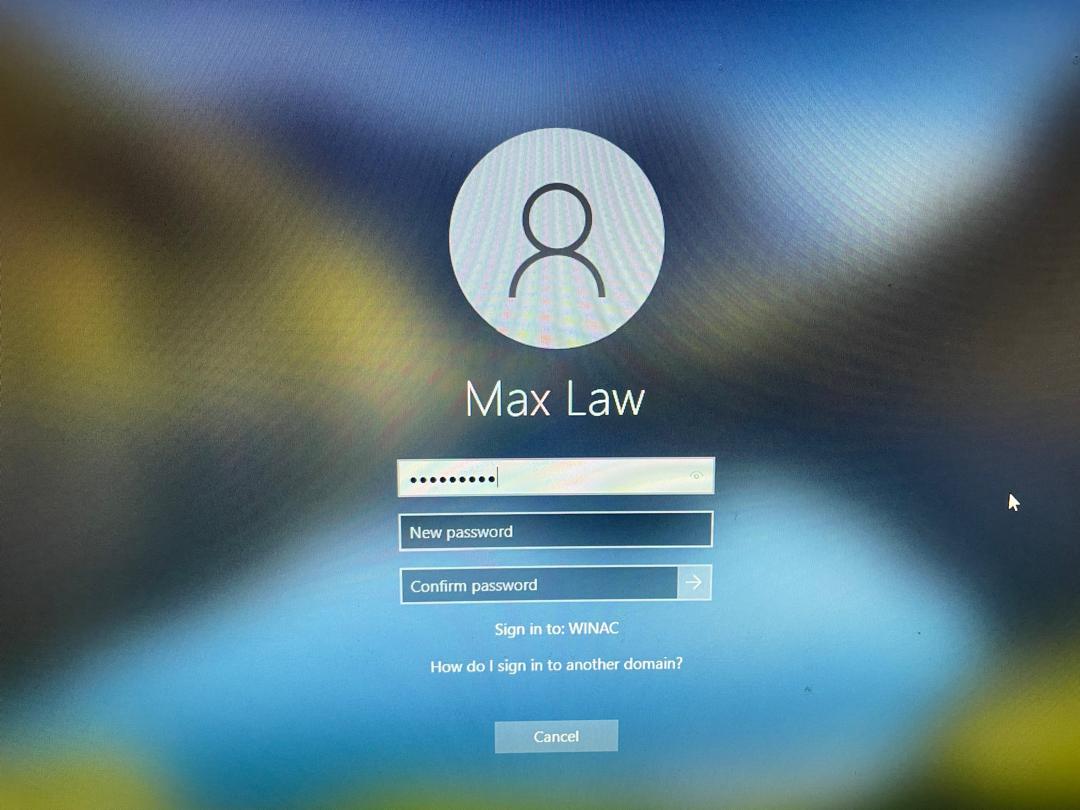 Max Law
•••••••••
New password
Confirm password
Sign in to: WINAC
How do I sign in to another domain?
Cancel